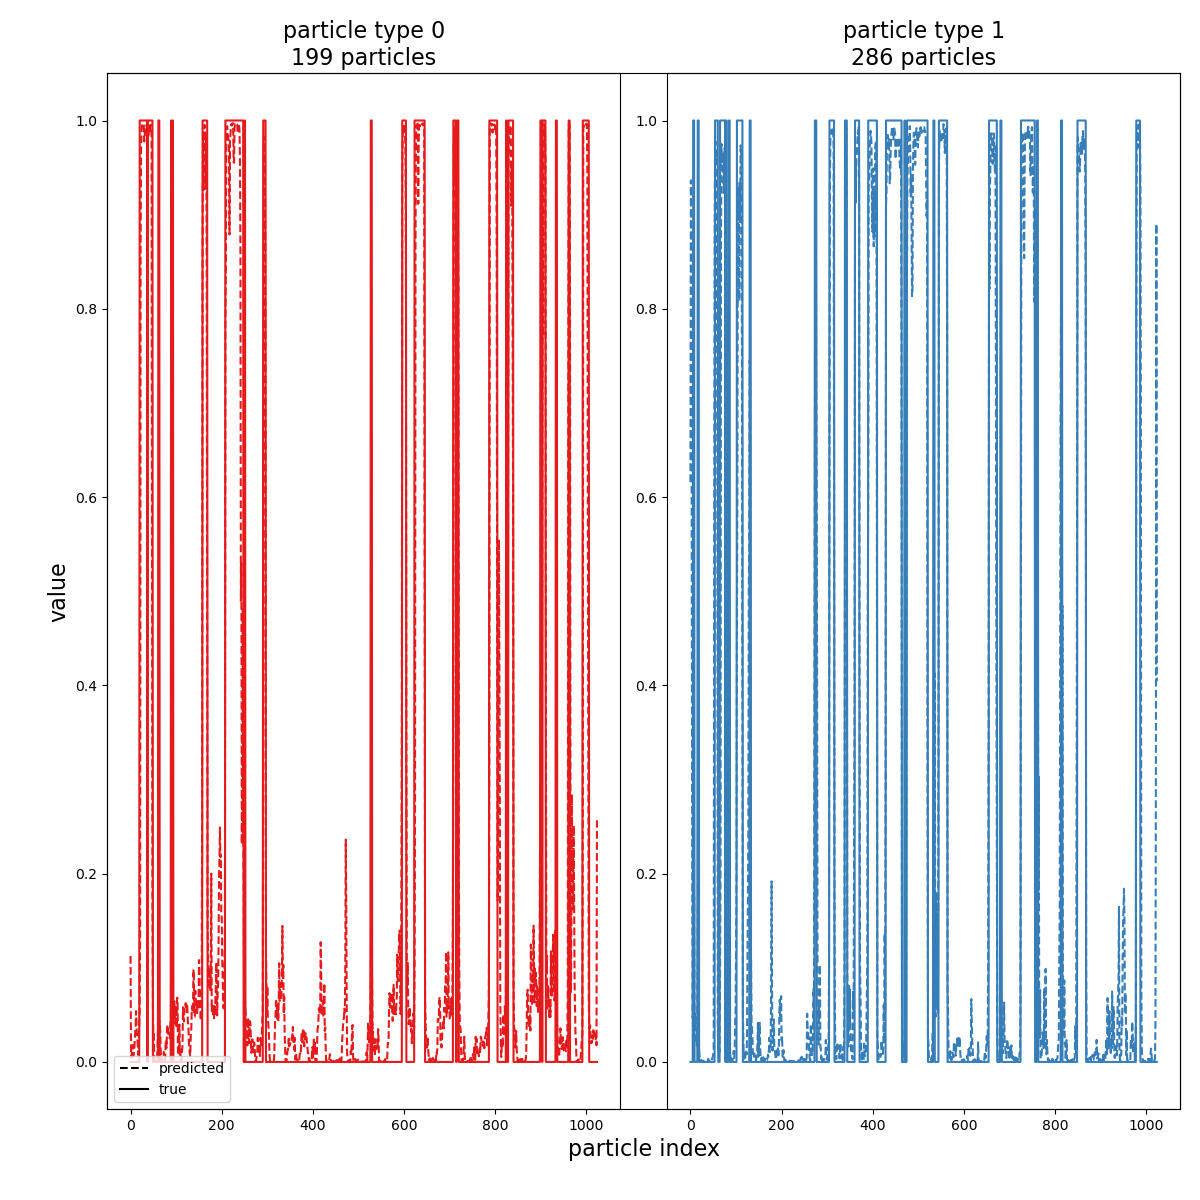 particle type 0
199 particles
particle type 1
286 particles
value
1.0
0.8
0.6
0.4
0.2
0.0
1.0
0.8
0.6
0.4
0.2
0.0
predicted
true
0 200 400 600 800 1000
0 200 400 600 800 1000
particle index